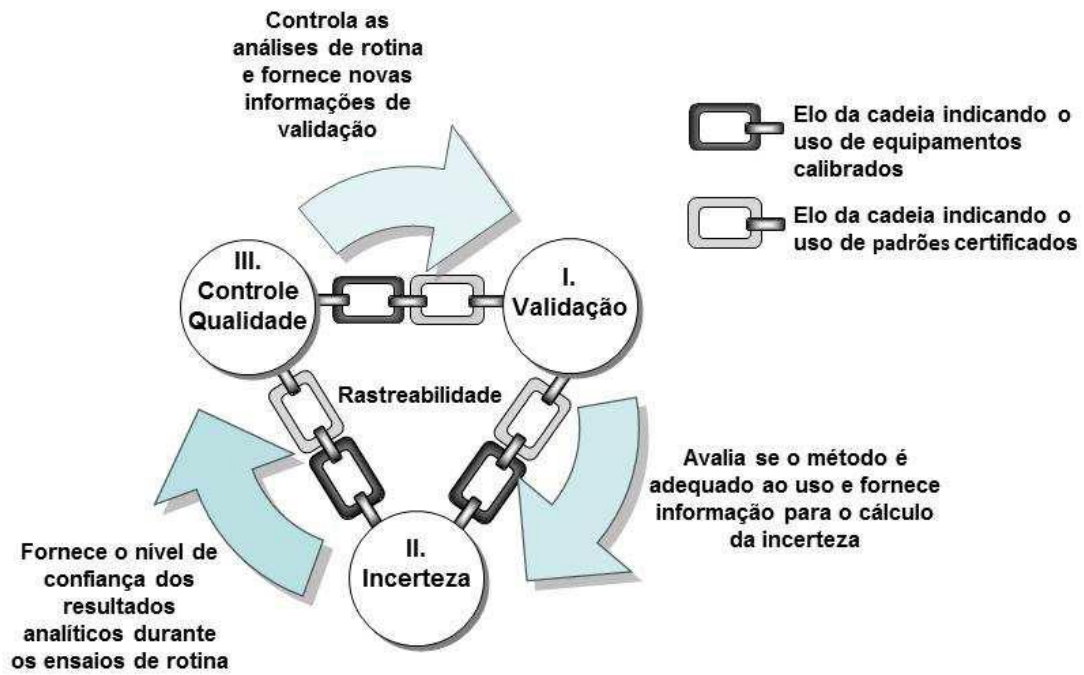 Controla as
análises de rotina
e fornece novas
informações de
validação
Elo da cadeia indicando o
uso de equipamentos
calibrados
Elo da cadeia indicando o
uso de padrões certificados
III.
Controle
Qualidade
I.
Validação
Rastreabilidade
Avalia se o método é
adequado ao uso e fornece
informação para o cálculo
da incerteza
II.
Incerteza
Fornece o nível de
confiança dos
resultados
analíticos durante
os ensaios de rotina